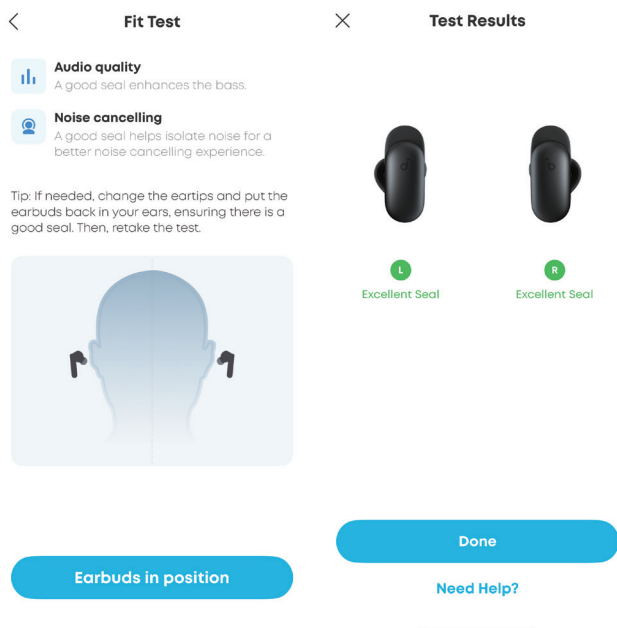 Fit Test
Audio quality
A good seal enhances the bass.
Noise cancelling
A good seal helps isolate noise for a
better noise cancelling experience.
Tip: If needed, change the eartips and put the
earbuds back in your ears, ensuring there is a
good seal. Then, retake the test.
Earbuds in position
Test Results
L
Excellent Seal
R
Excellent Seal
Done
Need Help?